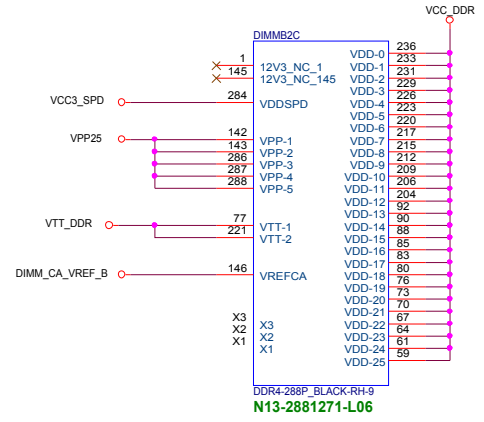 VCC_DDR
DIMMB2C
1 12V3_NC_1
145 12V3_NC_145
VCC3_SPD 284 VDDSPD
VPP25 142 VPP-1
143 VPP-2
286 VPP-3
287 VPP-4
288 VPP-5
VTT_DDR 77 VTT-1
221 VTT-2
DIMM_CA_VREF_B 146 VREFCA
X3 X3
X2 X2
X1 X1
VDD-0 236
VDD-1 233
VDD-2 231
VDD-3 229
VDD-4 226
VDD-5 223
VDD-6 220
VDD-7 217
VDD-8 215
VDD-9 212
VDD-10 209
VDD-11 206
VDD-12 204
VDD-13 92
VDD-14 90
VDD-15 88
VDD-16 85
VDD-17 83
VDD-18 80
VDD-19 76
VDD-20 73
VDD-21 70
VDD-22 67
VDD-23 64
VDD-24 61
VDD-25 59
DDR4-288P_BLACK-RH-9
N13-2881271-L06